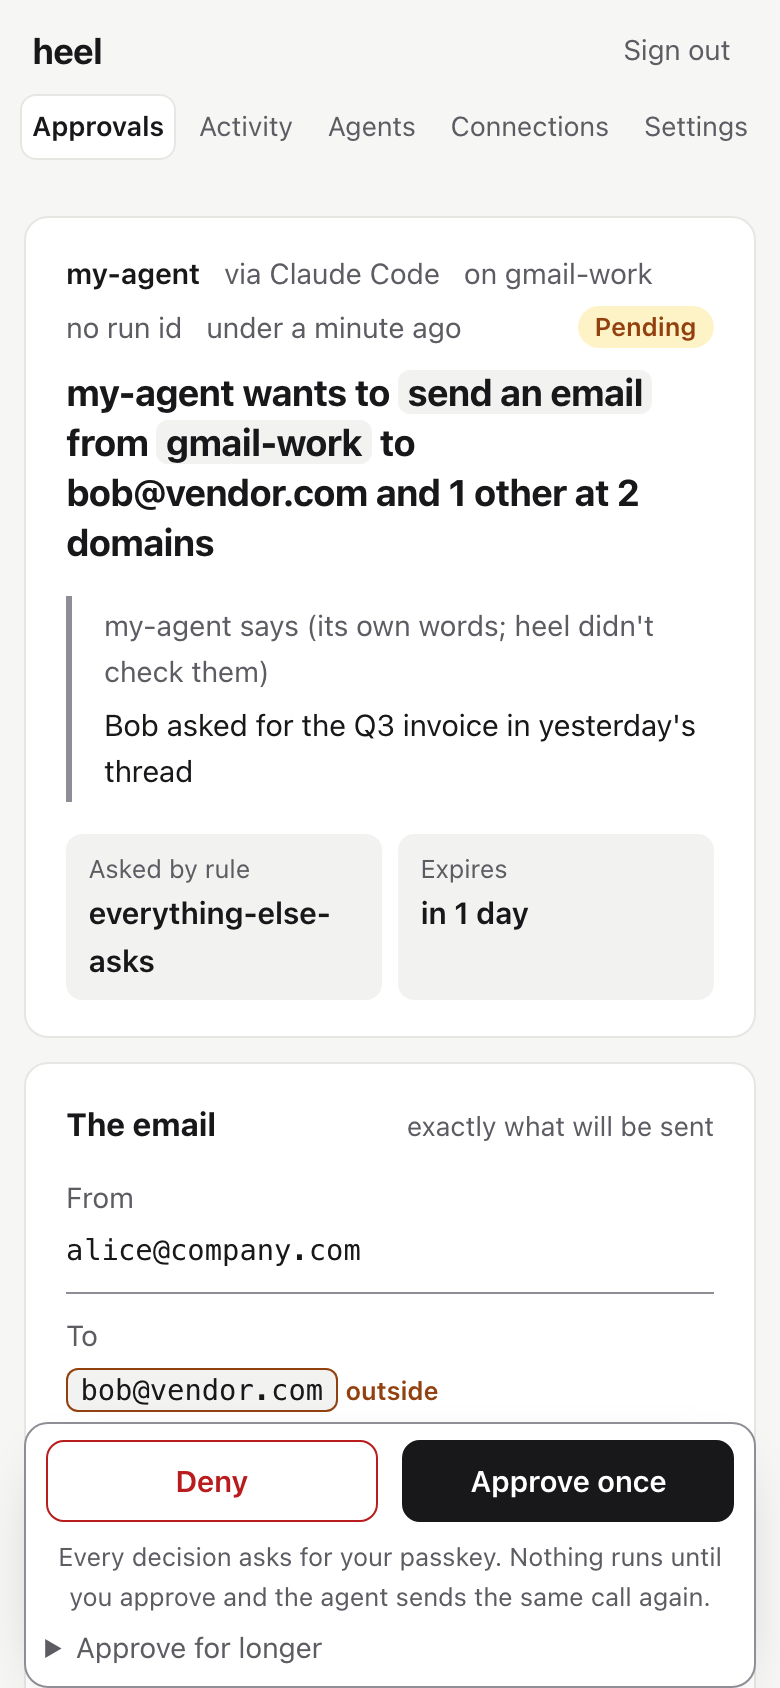 heel
Sign out
Approvals Activity Agents Connections Settings
my-agent via Claude Code on gmail-work
no run id under a minute ago Pending
my-agent wants to send an email
from gmail-work to
bob@vendor.com and 1 other at 2
domains
my-agent says (its own words; heel didn't
check them)
Bob asked for the Q3 invoice in yesterday's
thread
Asked by rule
everything-else-
asks
Expires
in 1 day
The email
exactly what will be sent
From
alice@company.com
To
bob@vendor.com outside
Deny
Approve once
Every decision asks for your passkey. Nothing runs until
you approve and the agent sends the same call again.
▶ Approve for longer